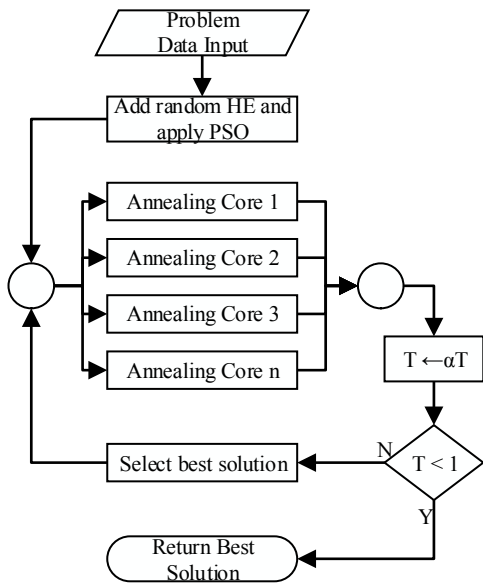 Problem
Data Input
Add random HE and
apply PSO
Annealing Core 1
Annealing Core 2
Annealing Core 3
Annealing Core n
T ←αT
T < 1
N
Y
Select best solution
Return Best
Solution